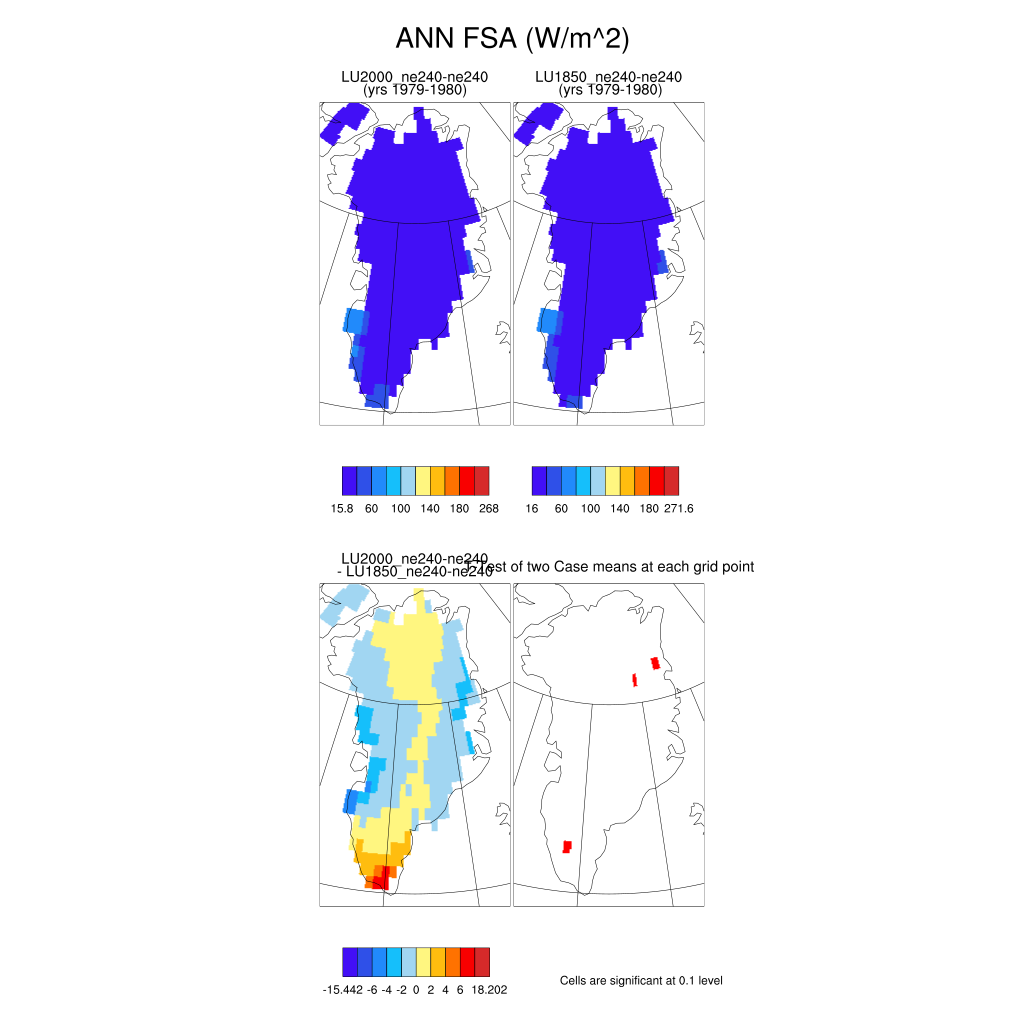 ANN FSA (W/m^2)
LU2000_ne240-ne240
(yrs 1979-1980)
LU1850_ne240-ne240
(yrs 1979-1980)
15.8 60 100 140 180 268
16 60 100 140 180 271.6
LU2000_ne240-ne240
- LU1850_ne240-ne240
T-Test of two Case means at each grid point
-15.442 -6 -4 -2 0 2 4 6 18.202
Cells are significant at 0.1 level